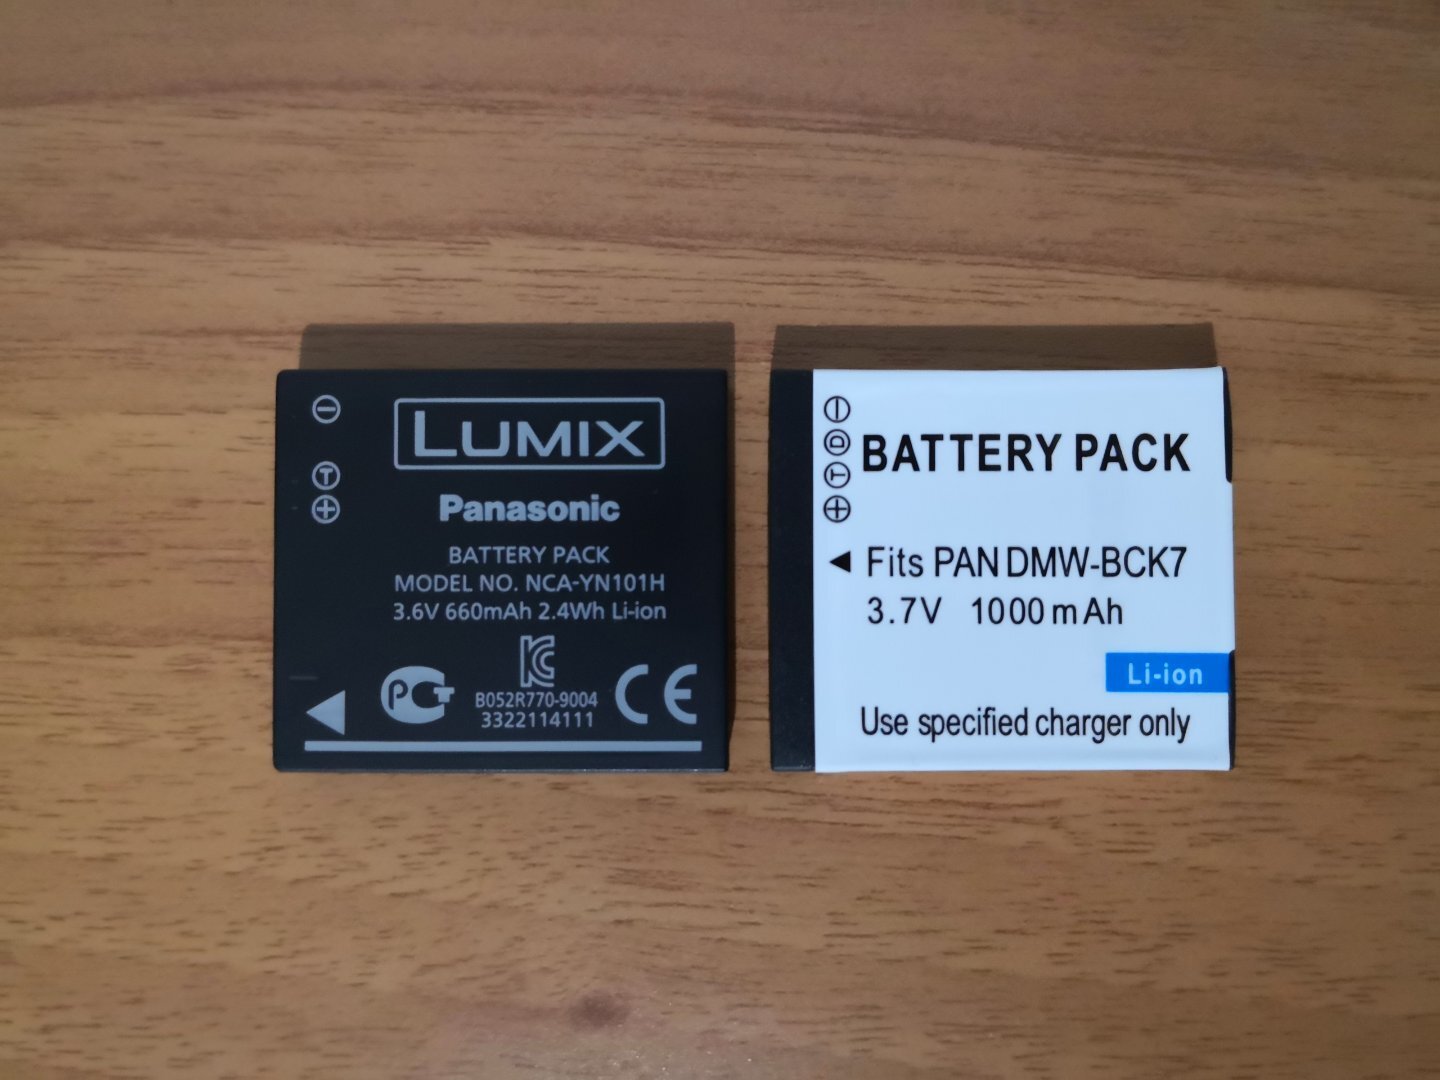 LUMIX
Panasonic
BATTERY PACK
MODEL NO. NCA-YN101H
3.6V 660mAh 2.4Wh Li-ion
B052R770-9004
3322114111
T
PCT
CE
D
T
BATTERY PACK
Fits PAN DMW-BCK7
3.7V 1000mAh
Li-ion
Use specified charger only